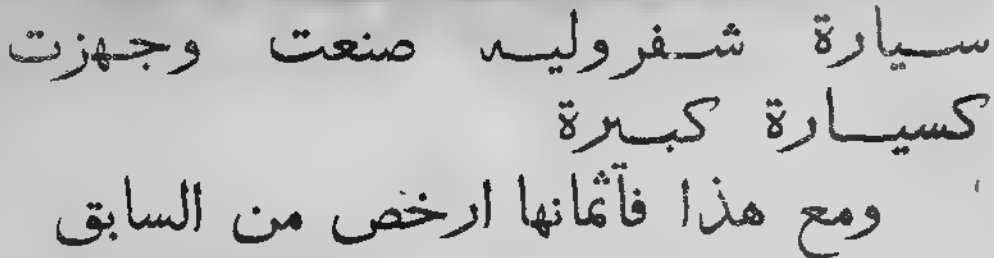 سيارة شفروليه صنعت وجهزت
كسيارة كبيرة
ومع هذا فأثمانها ارخص من السابق